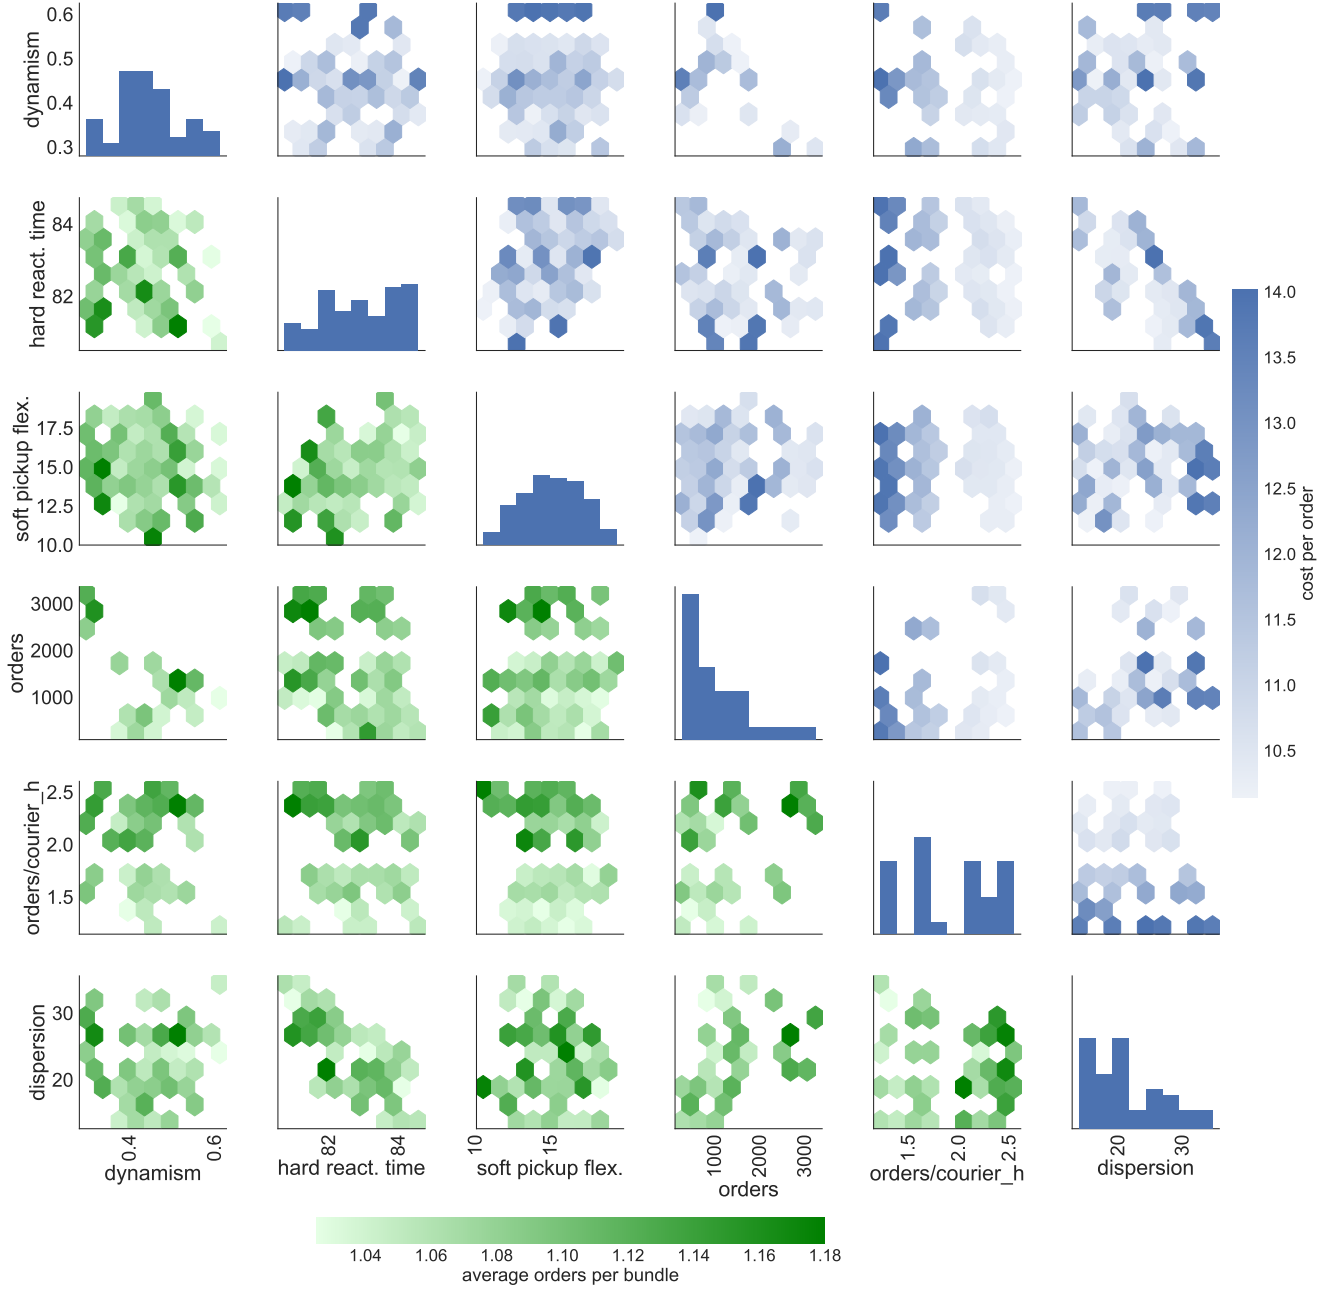 dynamism
0.6
0.5
0.4
0.3
hard react. time
84
82
soft pickup flex.
17.5
15.0
12.5
10.0
orders
3000
2000
1000
orders/courier_h
2.5
2.0
1.5
dispersion
30
20
0.4
0.6
dynamism
82
84
hard react. time
10
15
soft pickup flex.
1000
2000
3000
orders
1.5
2.0
2.5
orders/courier_h
20
30
dispersion
14.0
13.5
13.0
12.5
12.0
11.5
11.0
10.5
cost per order
1.04 1.06 1.08 1.10 1.12 1.14 1.16 1.18
average orders per bundle